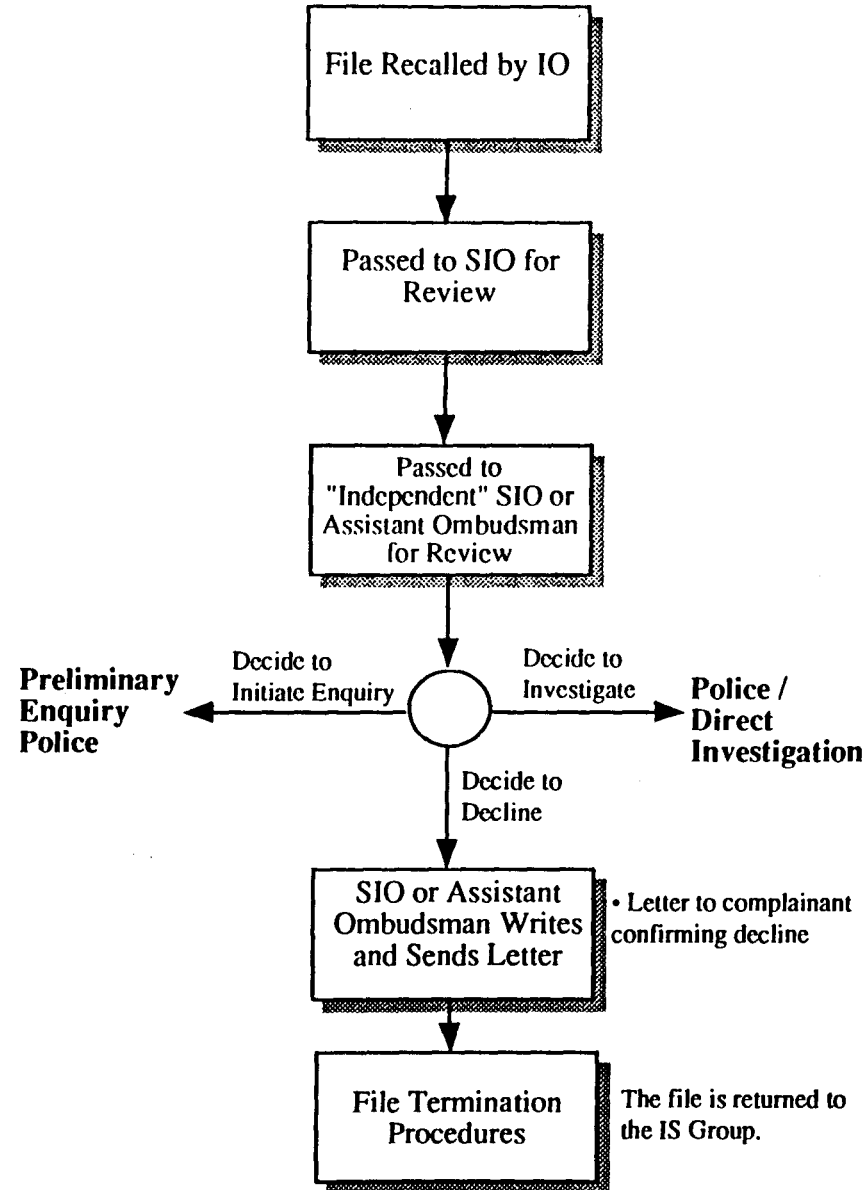 File Recalled by IO
Passed to SIO for
Review
Passed to
"Independent" SIO or
Assistant Ombudsman
for Review
Decide to
Initiate Enquiry
Decide to
Investigate
Preliminary
Enquiry
Police
Police /
Direct
Investigation
Decide to
Decline
SIO or Assistant
Ombudsman Writes
and Sends Letter
• Letter to complainant
confirming decline
File Termination
Procedures
The file is returned to
the IS Group.